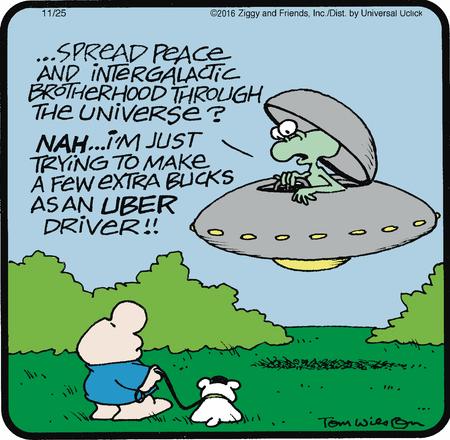 11/25 ©2016 Ziggy and Friends, Inc./Dist. by Universal Uclick
...SPREAD PEACE
AND INTERGALACTIC
BROTHERHOOD THROUGH
THE UNIVERSE?
NAH...I'M JUST
TRYING TO MAKE
A FEW EXTRA BUCKS
AS AN UBER
DRIVER!!
Tom Wilson